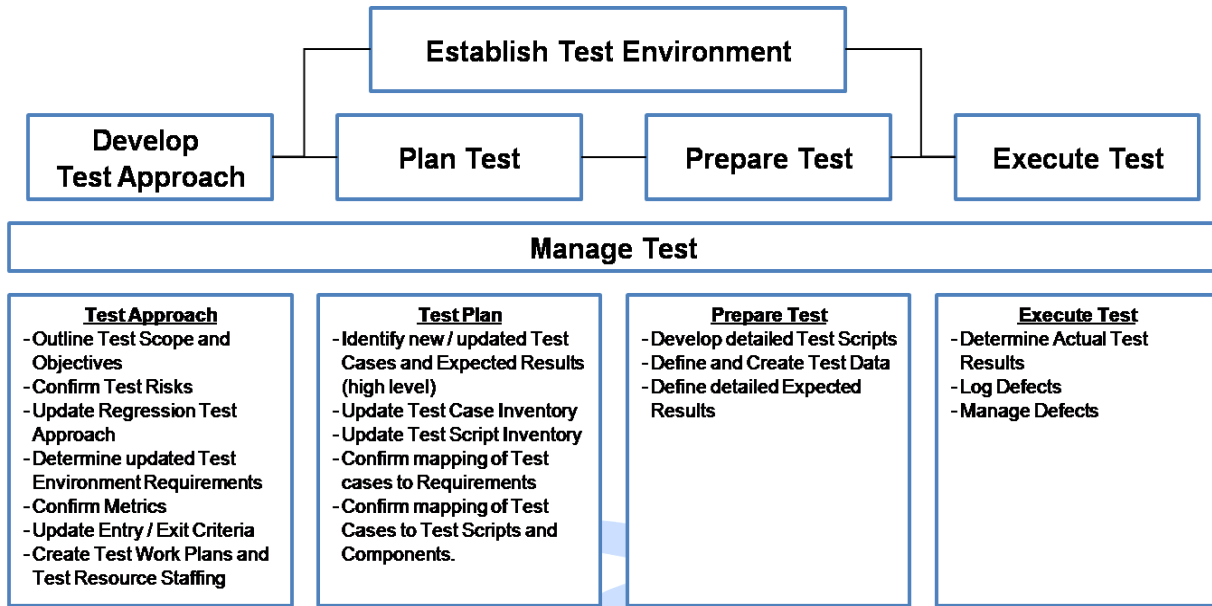 Establish Test Environment
Develop
Test Approach
Plan Test
Prepare Test
Execute Test
Manage Test
Test Approach
- Outline Test Scope and
Objectives
- Confirm Test Risks
- Update Regression Test
Approach
- Determine updated Test
Environment Requirements
- Confirm Metrics
- Update Entry / Exit Criteria
- Create Test Work Plans and
Test Resource Staffing
Test Plan
- Identify new / updated Test
Cases and Expected Results
(high level)
- Update Test Case Inventory
- Update Test Script Inventory
- Confirm mapping of Test
cases to Requirements
- Confirm mapping of Test
Cases to Test Scripts and
Components.
Prepare Test
- Develop detailed Test Scripts
- Define and Create Test Data
- Define detailed Expected
Results
Execute Test
- Determine Actual Test
Results
- Log Defects
- Manage Defects